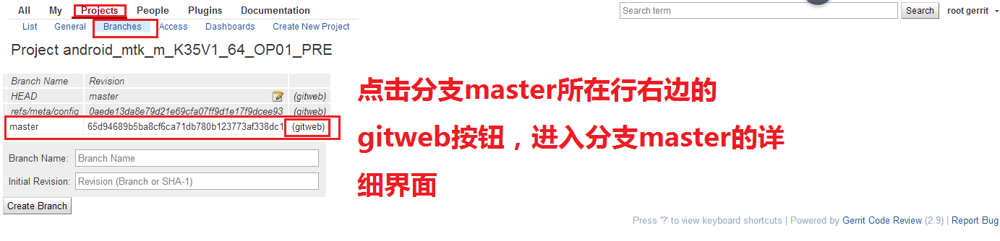 All My Projects People Plugins Documentation
Search term Search root gerrit
List General Branches Access Dashboards Create New Project
Project android_mtk_m_K35V1_64_OP01_PRE
Branch Name Revision
HEAD master (gitweb)
refs/meta/config 0aede13da8e79d21e69cfa07ff9d1e17f9dcee93 (gitweb)
master 65d94689b5ba8cf6ca71db780b123773af338dc1 (gitweb)
点击分支master所在行右边的
gitweb按钮，进入分支master的详
细界面
Branch Name: Branch Name
Initial Revision: Revision (Branch or SHA-1)
Create Branch
Press '?' to view keyboard shortcuts | Powered by Gerrit Code Review (2.9) | Report Bug